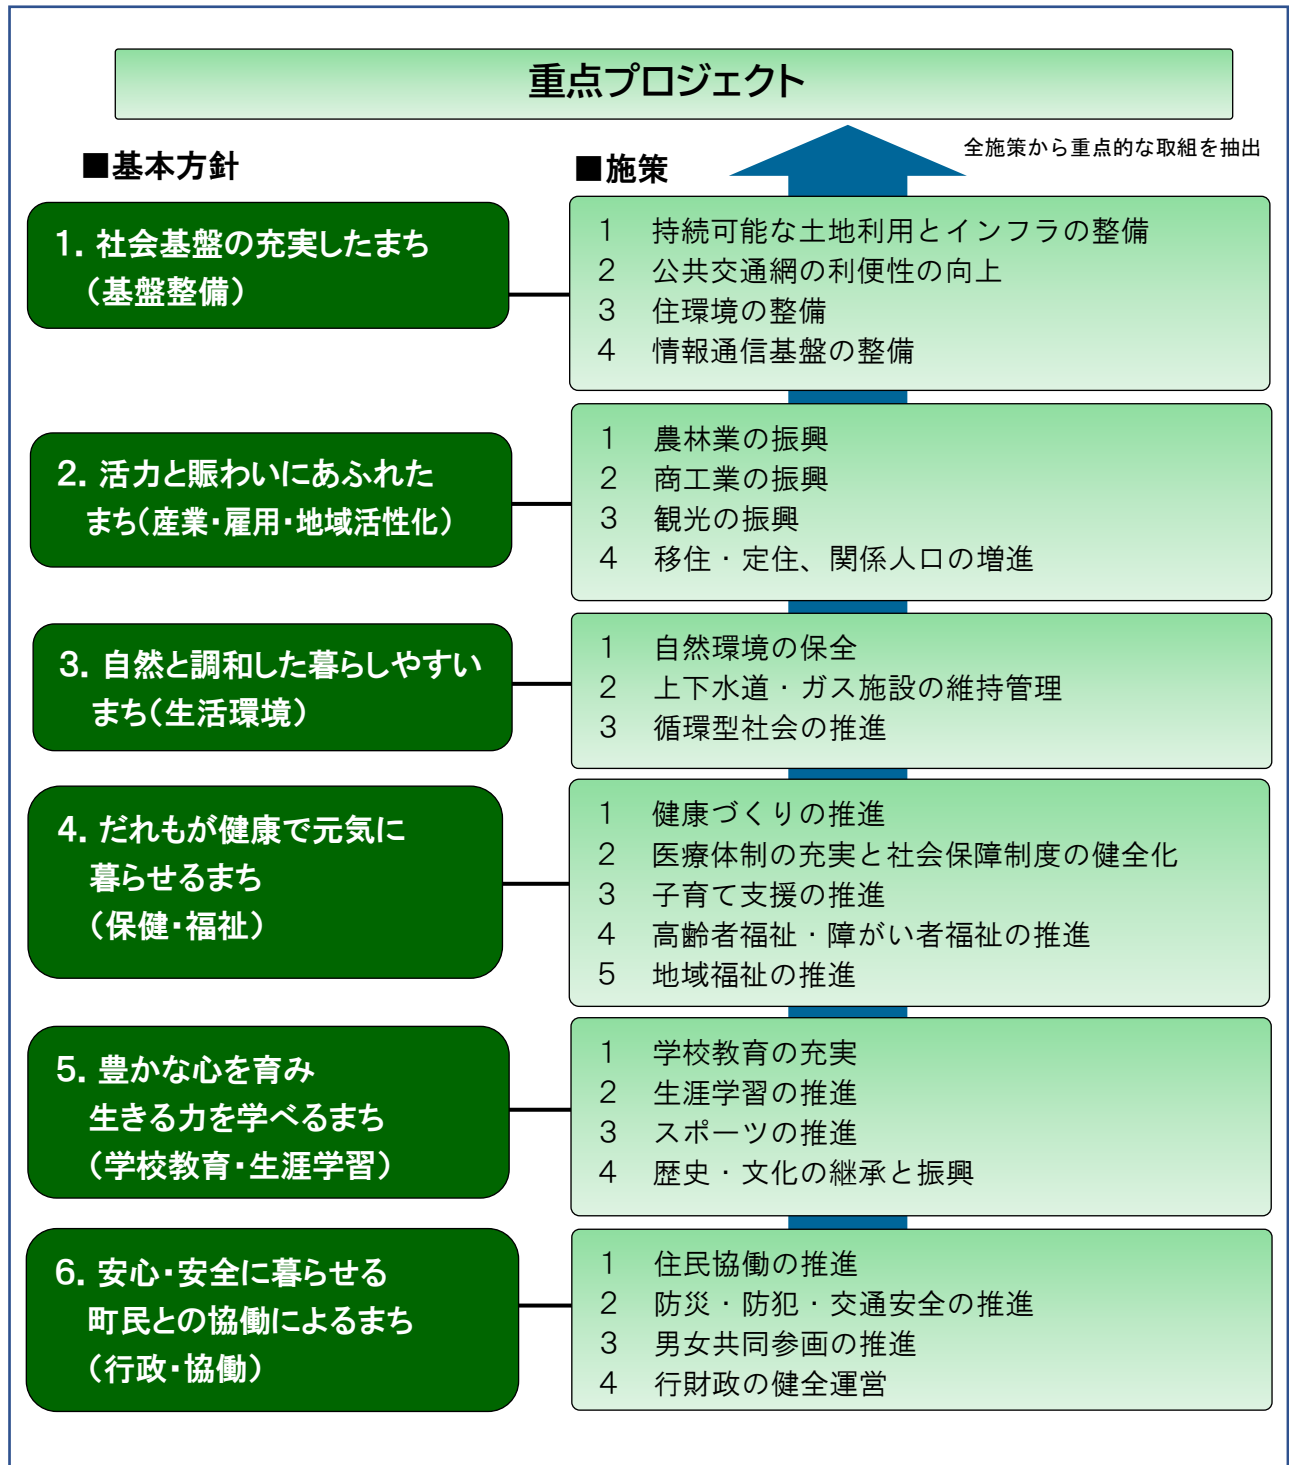 重点プロジェクト
全施策から重点的な取組を抽出
■基本方針
■施策
1．社会基盤の充実したまち
（基盤整備）
1 持続可能な土地利用とインフラの整備
2 公共交通網の利便性の向上
3 住環境の整備
4 情報通信基盤の整備
2．活力と賑わいにあふれた
まち（産業・雇用・地域活性化）
1 農林業の振興
2 商工業の振興
3 観光の振興
4 移住・定住、関係人口の増進
3．自然と調和した暮らしやすい
まち（生活環境）
1 自然環境の保全
2 上下水道・ガス施設の維持管理
3 循環型社会の推進
4．だれもが健康で元気に
暮らせるまち
（保健・福祉）
1 健康づくりの推進
2 医療体制の充実と社会保障制度の健全化
3 子育て支援の推進
4 高齢者福祉・障がい者福祉の推進
5 地域福祉の推進
5．豊かな心を育み
生きる力を学べるまち
（学校教育・生涯学習）
1 学校教育の充実
2 生涯学習の推進
3 スポーツの推進
4 歴史・文化の継承と振興
6．安心・安全に暮らせる
町民との協働によるまち
（行政・協働）
1 住民協働の推進
2 防災・防犯・交通安全の推進
3 男女共同参画の推進
4 行財政の健全運営